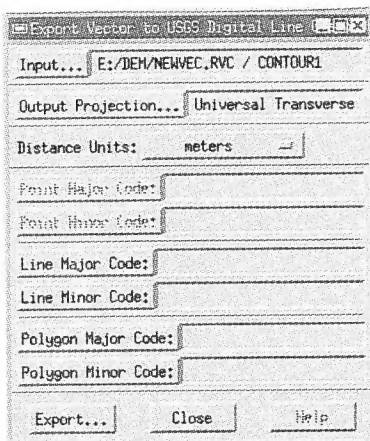 Export Vector to USGS Digital Line
Input... E:/DEM/NEWVEC.RVC / CONTOUR1
Output Projection... Universal Transverse
Distance Units: meters
Point Major Code:
Point Minor Code:
Line Major Code:
Line Minor Code:
Polygon Major Code:
Polygon Minor Code:
Export... Close Help